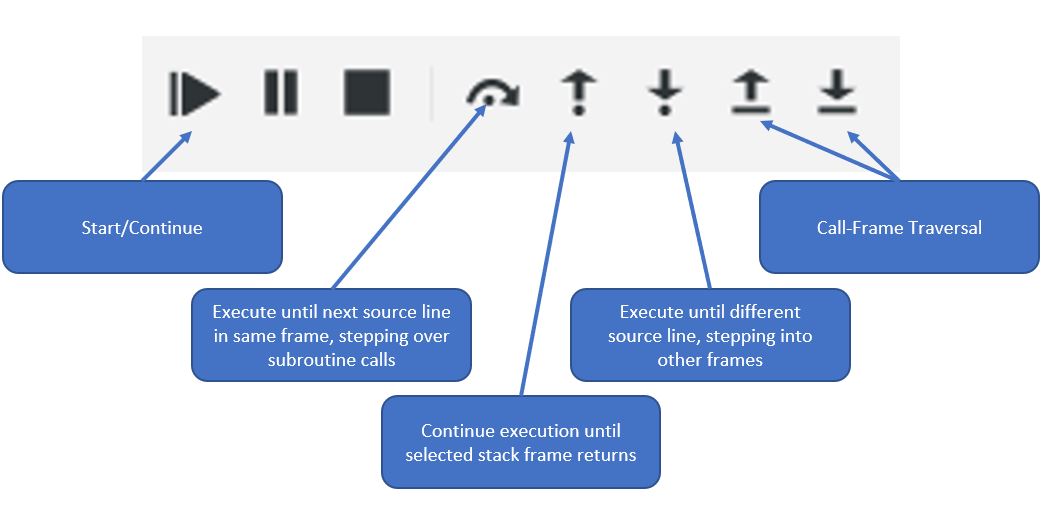 Start/Continue
Call-Frame Traversal
Execute until next source line
in same frame, stepping over
subroutine calls
Execute until different
source line, stepping into
other frames
Continue execution until
selected stack frame returns